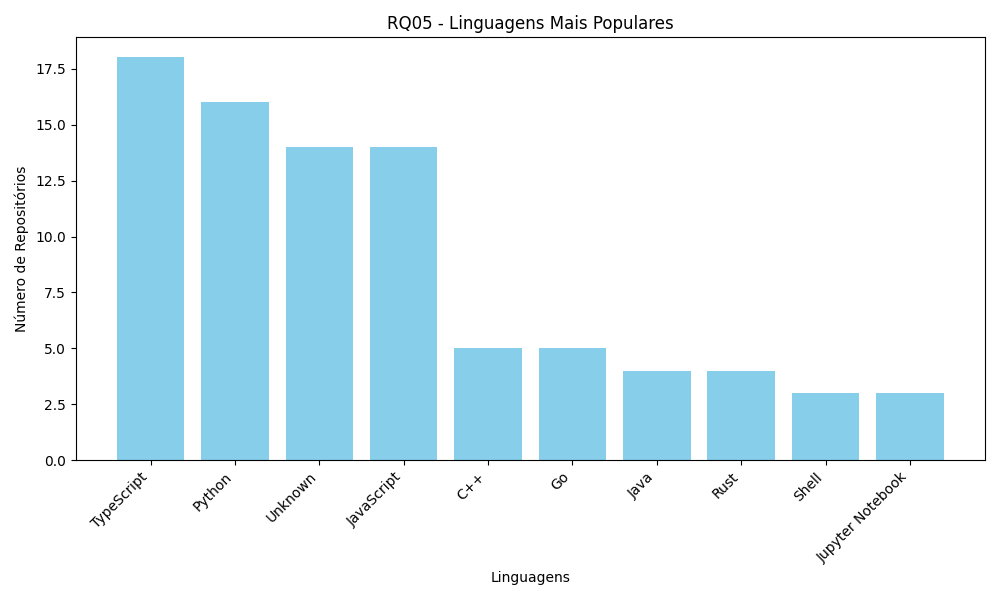 RQ05 - Linguagens Mais Populares
Número de Repositórios
17.5
15.0
12.5
10.0
7.5
5.0
2.5
0.0
TypeScript
Python
Unknown
JavaScript
C++
Go
Java
Rust
Shell
Jupyter Notebook
Linguagens